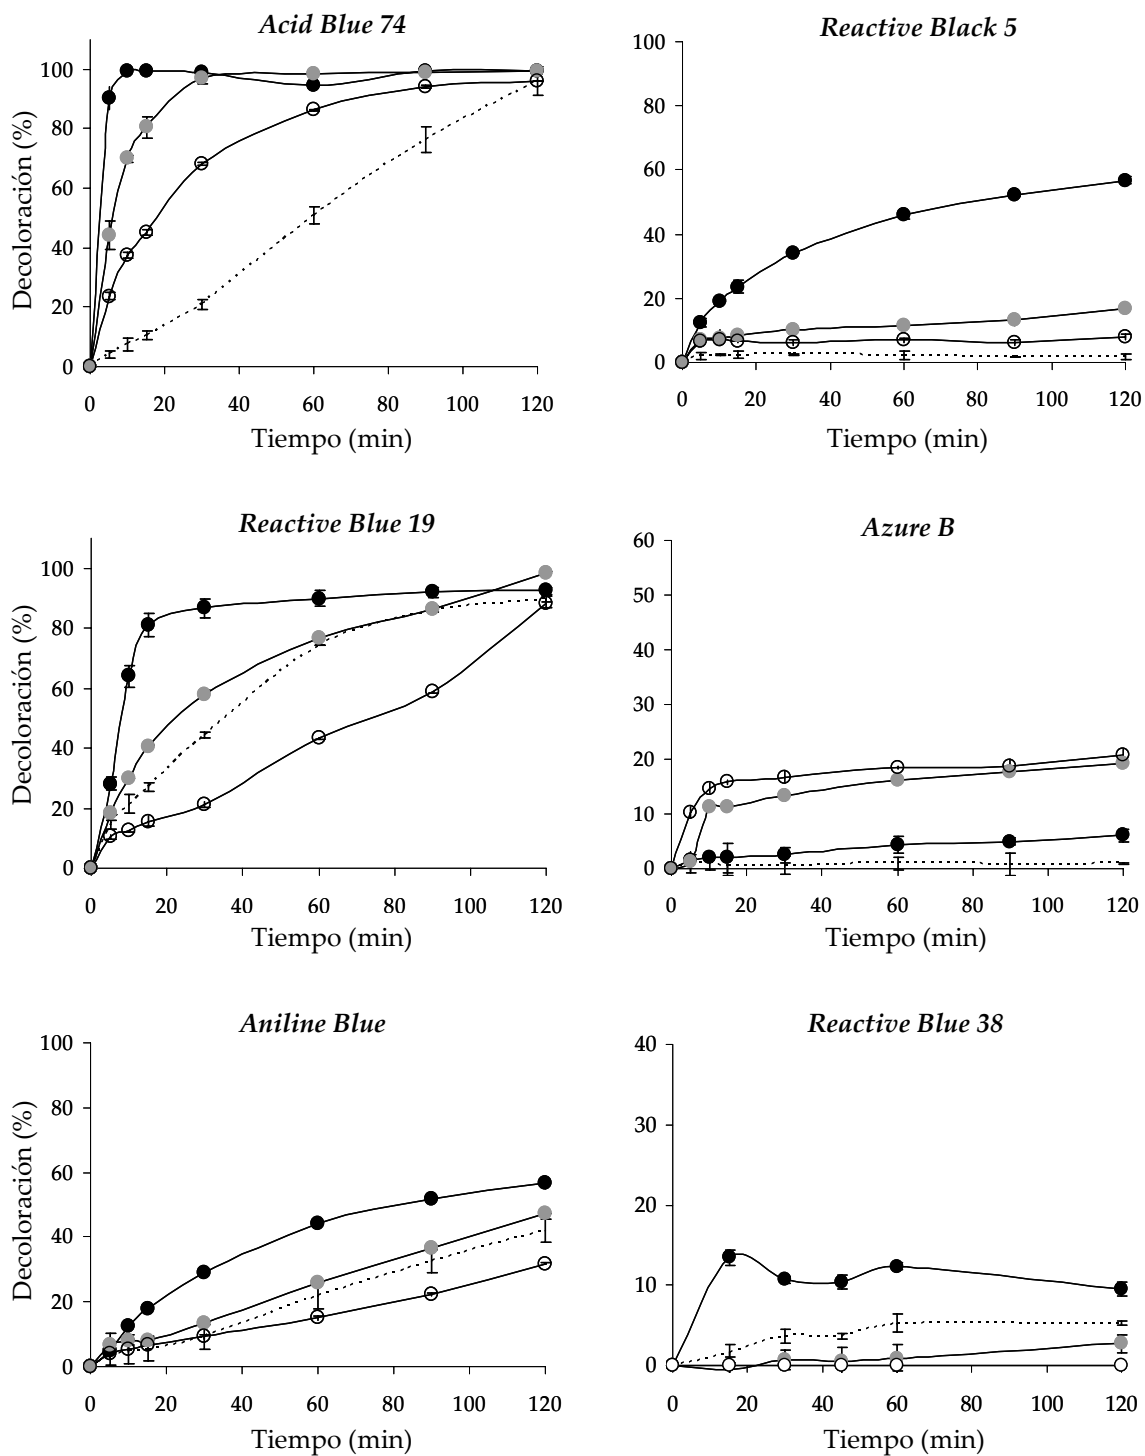 Acid Blue 74
Decoloración (%)
100
80
60
40
20
0
0 20 40 60 80 100 120
Tiempo (min)
Reactive Black 5
100
80
60
40
20
0
0 20 40 60 80 100 120
Tiempo (min)
Reactive Blue 19
Decoloración (%)
100
80
60
40
20
0
0 20 40 60 80 100 120
Tiempo (min)
Azure B
60
50
40
30
20
10
0
0 20 40 60 80 100 120
Tiempo (min)
Aniline Blue
Decoloración (%)
100
80
60
40
20
0
0 20 40 60 80 100 120
Tiempo (min)
Reactive Blue 38
40
30
20
10
0
0 20 40 60 80 100 120
Tiempo (min)